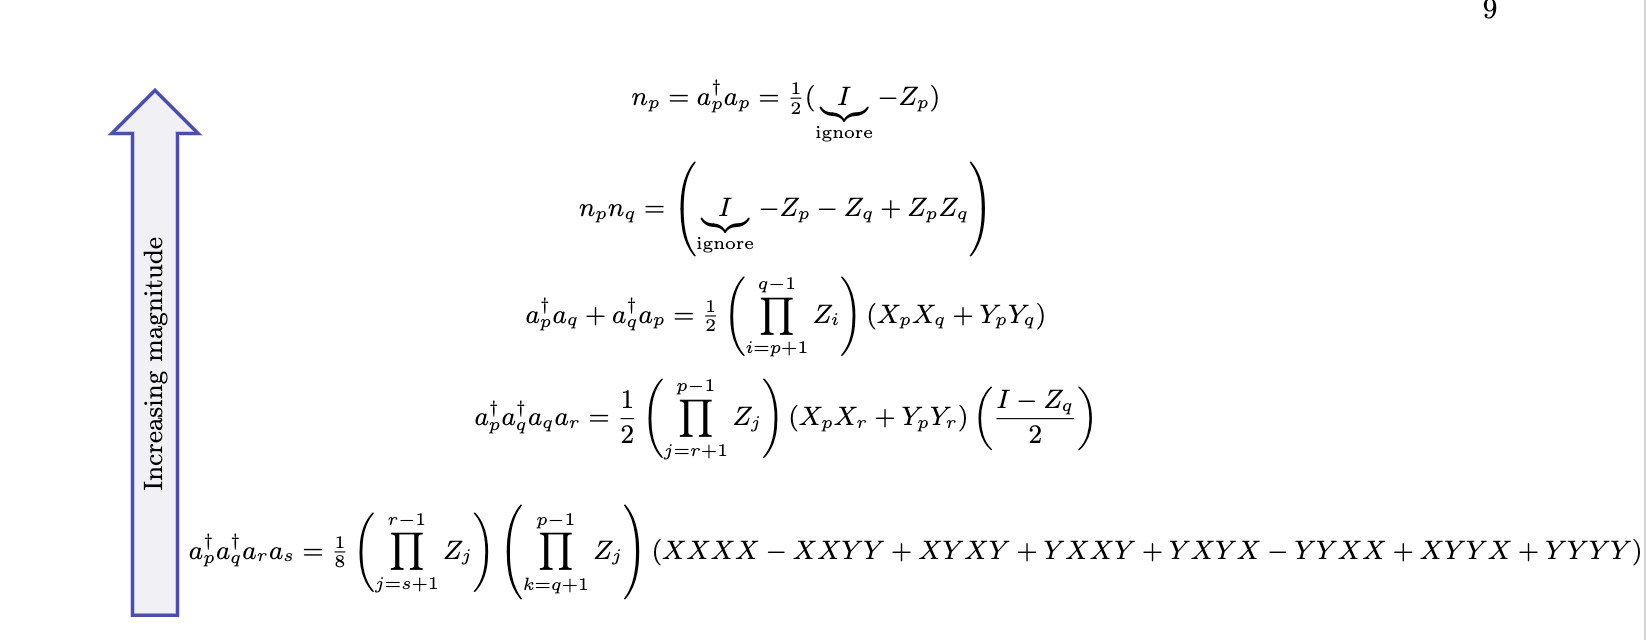 9
Increasing magnitude
$n_p = a_p^\dagger a_p = \frac{1}{2}(\underbrace{I}_{\text{ignore}} - Z_p)$
$n_p n_q = \left( \underbrace{I}_{\text{ignore}} - Z_p - Z_q + Z_p Z_q \right)$
$a_p^\dagger a_q + a_q^\dagger a_p = \frac{1}{2} \left( \prod_{i=p+1}^{q-1} Z_i \right) (X_p X_q + Y_p Y_q)$
$a_p^\dagger a_q^\dagger a_q a_r = \frac{1}{2} \left( \prod_{j=r+1}^{p-1} Z_j \right) (X_p X_r + Y_p Y_r) \left( \frac{I - Z_q}{2} \right)$
$a_p^\dagger a_q^\dagger a_r a_s = \frac{1}{8} \left( \prod_{j=s+1}^{r-1} Z_j \right) \left( \prod_{k=q+1}^{p-1} Z_j \right) (XXXX - XXYY + XYXY + YXXY + YXYX - YYXX + XYYX + YYYY)$